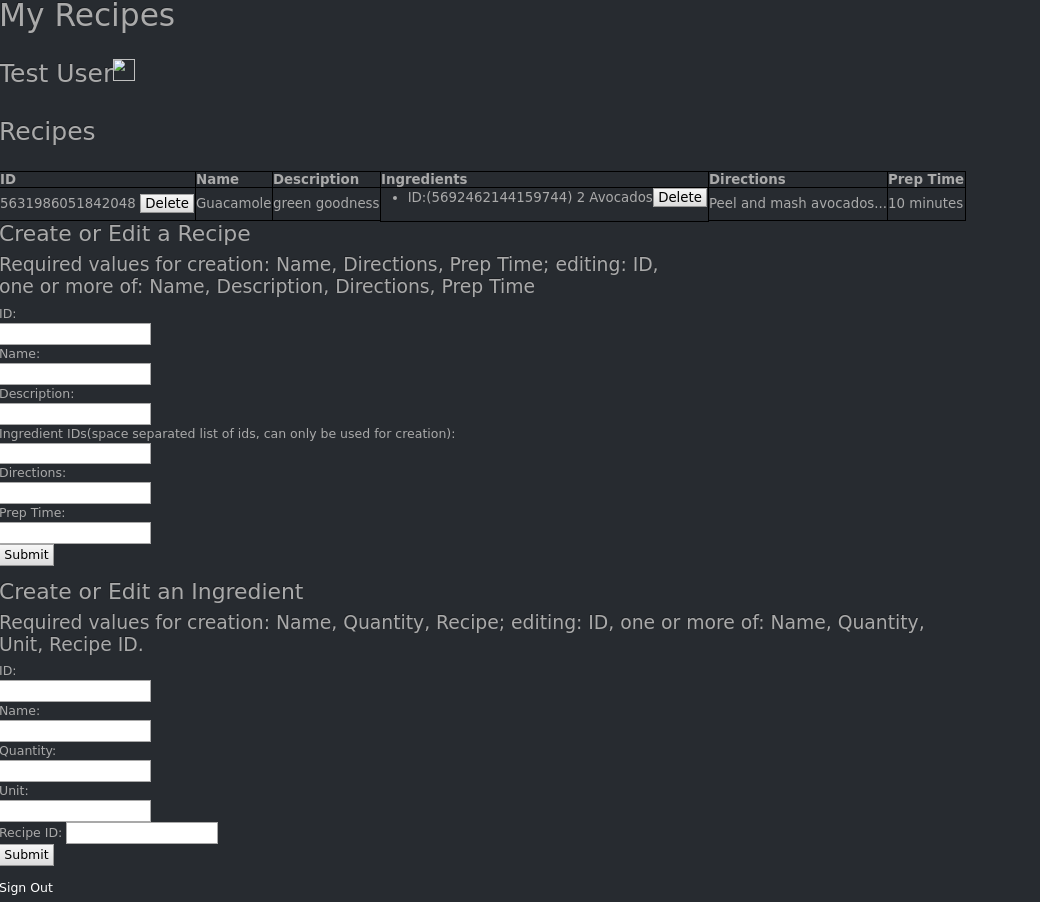 My Recipes
Test User
Recipes
ID Name Description Ingredients Directions Prep Time
5631986051842048 Delete Guacamole green goodness • ID:(5692462144159744) 2 Avocados Delete Peel and mash avocados... 10 minutes
Create or Edit a Recipe
Required values for creation: Name, Directions, Prep Time; editing: ID,
one or more of: Name, Description, Directions, Prep Time
ID:
Name:
Description:
Ingredient IDs(space separated list of ids, can only be used for creation):
Directions:
Prep Time:
Submit
Create or Edit an Ingredient
Required values for creation: Name, Quantity, Recipe; editing: ID, one or more of: Name, Quantity,
Unit, Recipe ID.
ID:
Name:
Quantity:
Unit:
Recipe ID:
Submit
Sign Out